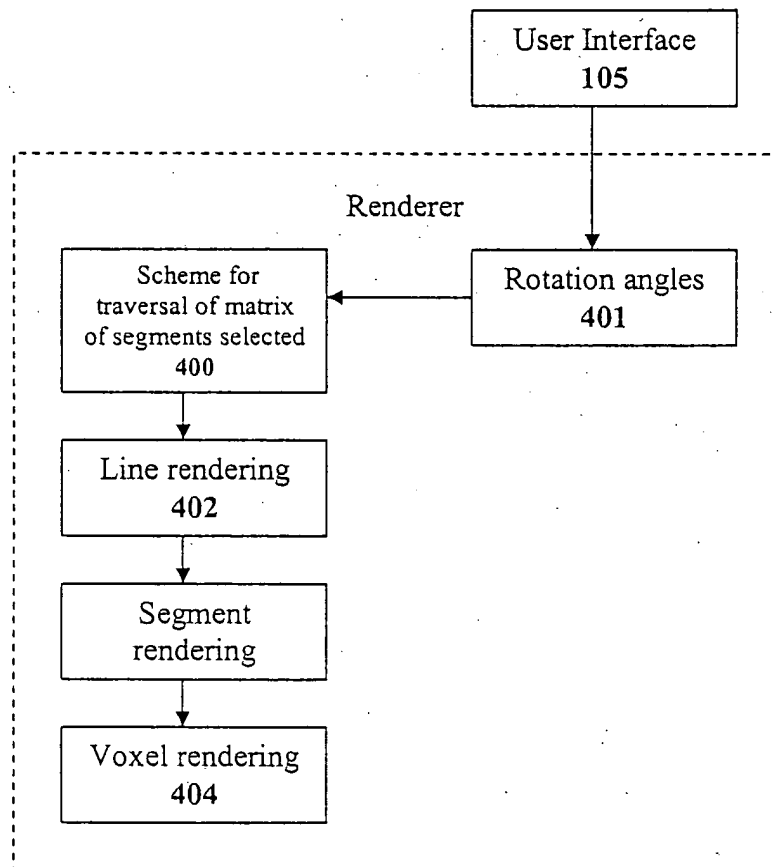 User Interface
105
Renderer
Scheme for
traversal of matrix
of segments selected
400
Rotation angles
401
Line rendering
402
Segment
rendering
Voxel rendering
404